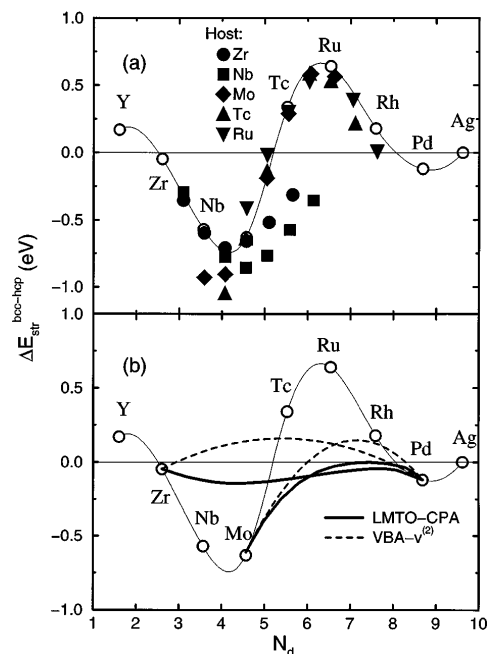 Host:
Zr
Nb
Mo
Tc
Ru
(a)
Y
Zr
Nb
Tc
Ru
Rh
Pd
Ag
1.0
0.5
0.0
-0.5
-1.0
1.0
ΔE_str^bcc-hcp (eV)
(b)
Y
Zr
Nb
Mo
Tc
Ru
Rh
Pd
Ag
LMTO-CPA
VBA-v^(2)
0.5
0.0
-0.5
-1.0
1 2 3 4 5 6 7 8 9 10
N_d